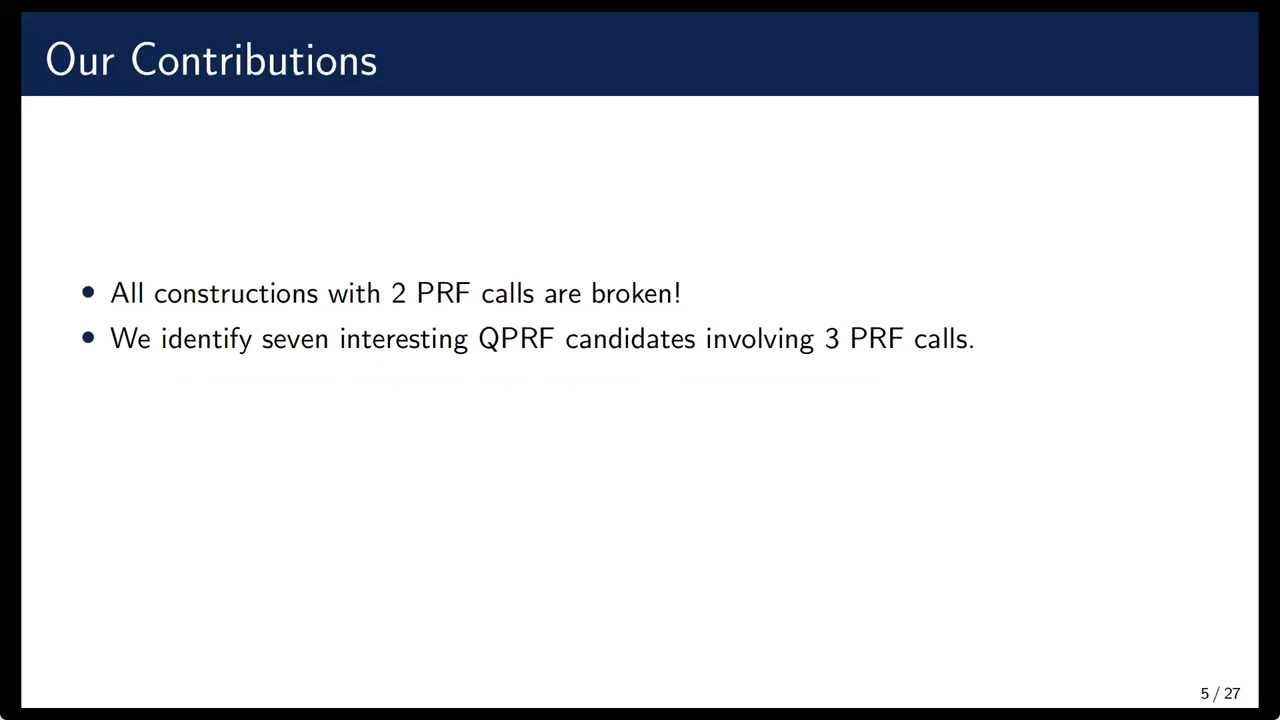 Our Contributions
• All constructions with 2 PRF calls are broken!
• We identify seven interesting QPRF candidates involving 3 PRF calls.
5 / 27